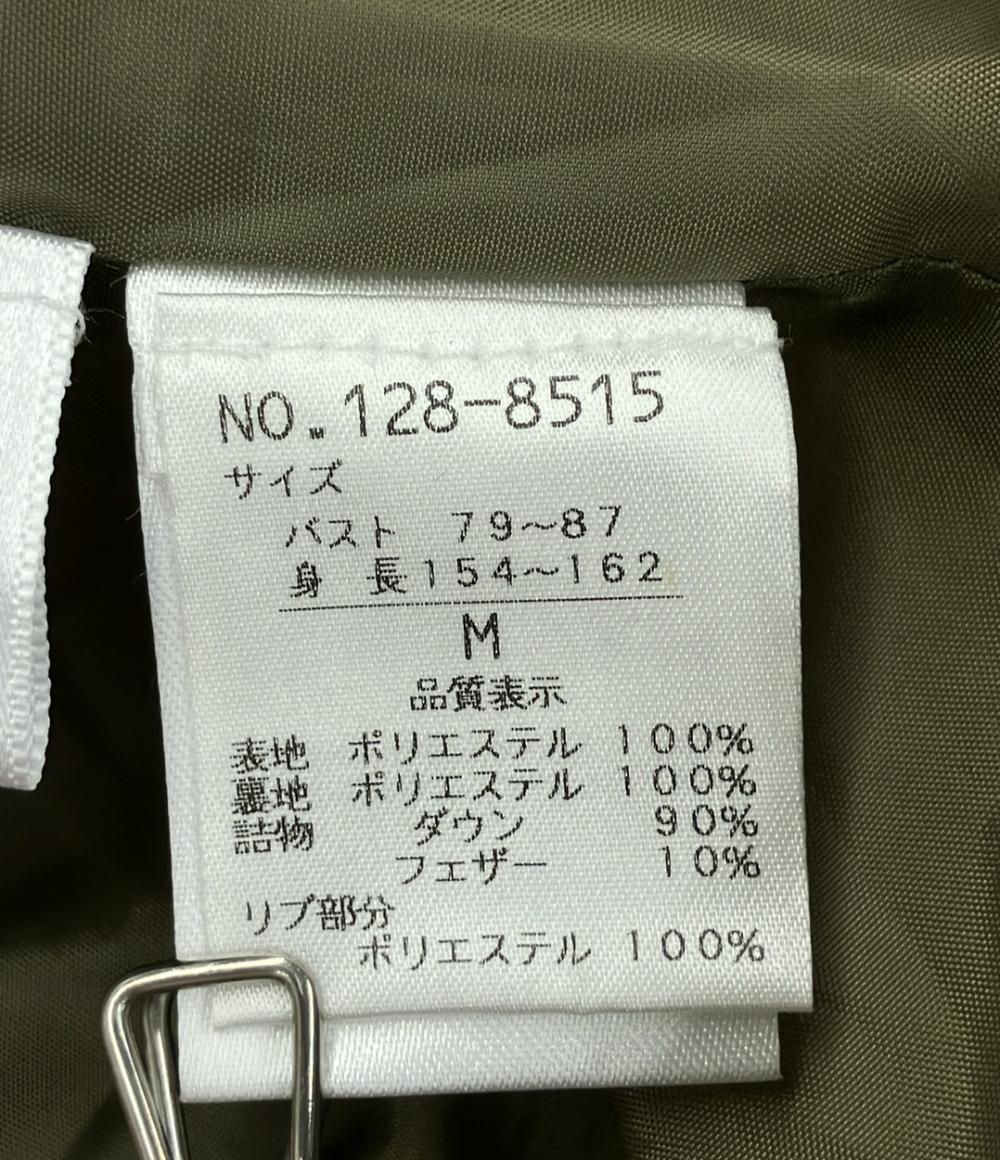 NO.128-8515
サイズ
バスト 79～87
身 長154～162
M
品質表示
表地 ポリエステル 100%
裏地 ポリエステル 100%
詰物 ダウン 90%
フェザー 10%
リブ部分
ポリエステル 100%